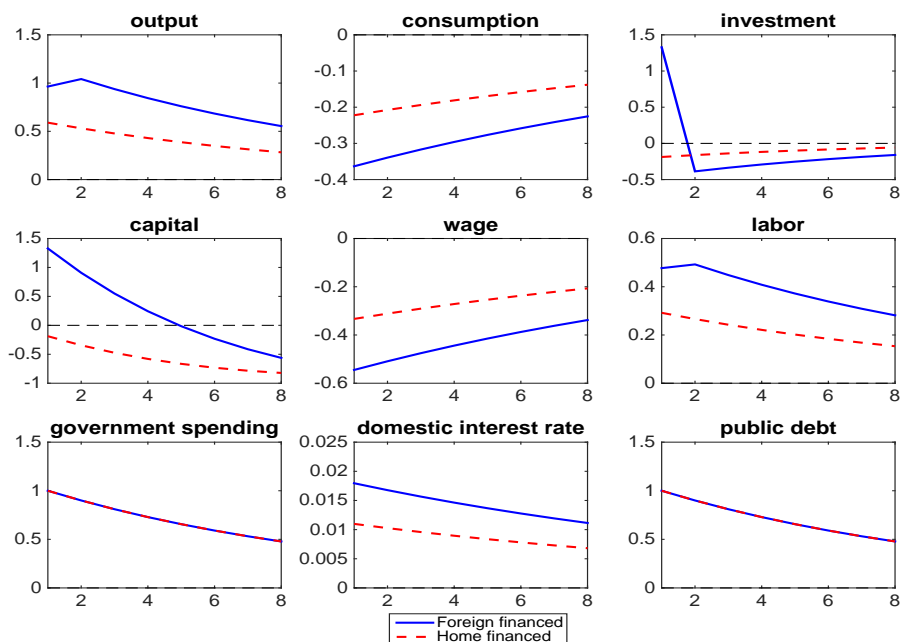 output consumption investment
1.5 0 1.5
1 -0.1 1
0.5 -0.2 0.5
-0.3 0
0 -0.4 -0.5
2 4 6 8 2 4 6 8 2 4 6 8
capital wage labor
1.5 0 0.6
1 -0.2 0.4
0.5
0 -0.4 0.2
-0.5
-1 -0.6 0
2 4 6 8 2 4 6 8 2 4 6 8
government spending domestic interest rate public debt
1.5 0.025 1.5
0.02
1 0.015 1
0.5 0.01 0.5
0.005
0 0 0
2 4 6 8 2 4 6 8 2 4 6 8
Foreign financed
Home financed